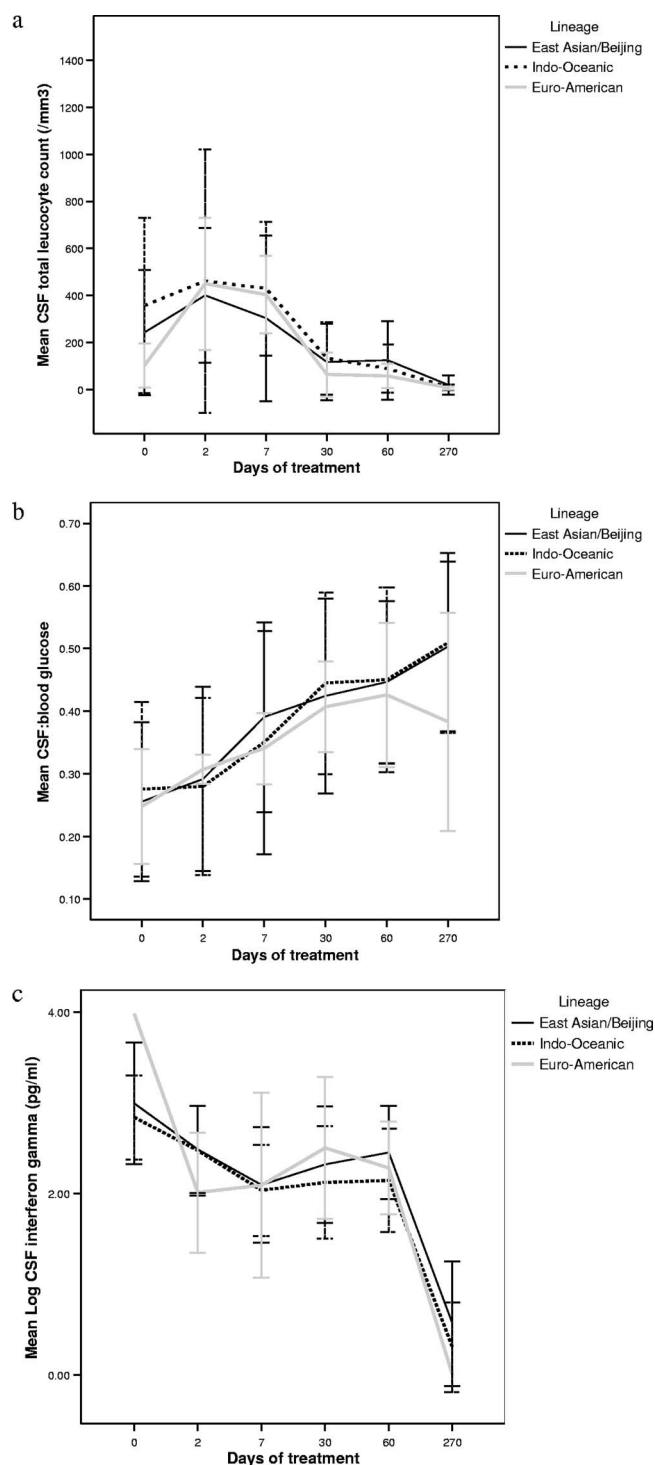 a
Lineage
East Asian/Beijing
Indo-Oceanic
Euro-American
Mean CSF total leucocyte count (/mm3)
1400
1200
1000
800
600
400
200
0
0 2 7 30 60 270
Days of treatment
b
Lineage
East Asian/Beijing
Indo-Oceanic
Euro-American
Mean CSF:blood glucose
0.70
0.60
0.50
0.40
0.30
0.20
0.10
0 2 7 30 60 270
Days of treatment
c
Lineage
East Asian/Beijing
Indo-Oceanic
Euro-American
Mean Log CSF interferon gamma (pg/ml)
4.00
2.00
0.00
0 2 7 30 60 270
Days of treatment